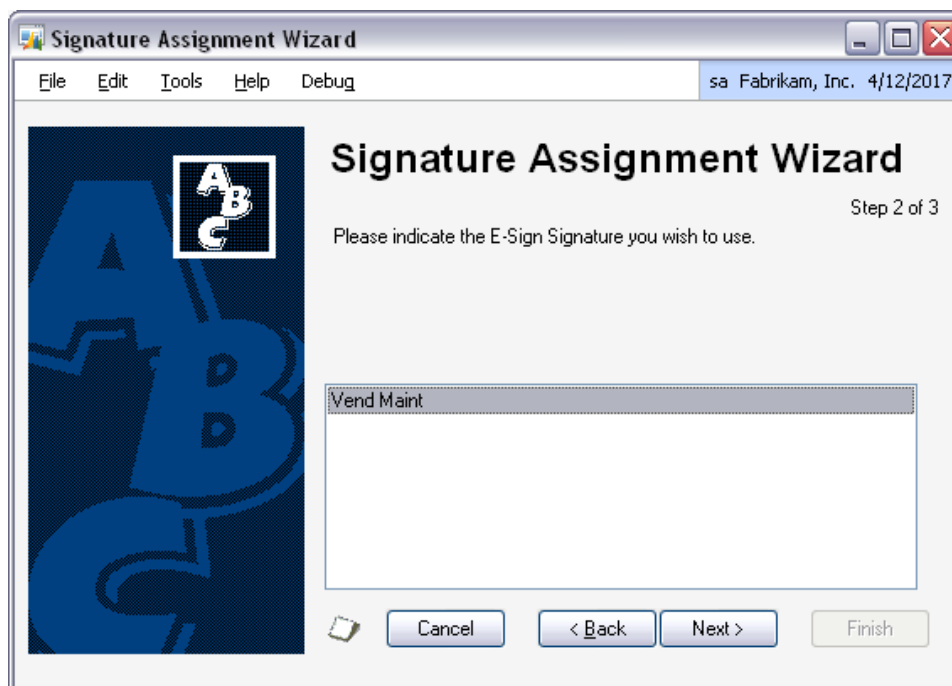 Signature Assignment Wizard
File Edit Tools Help Debug sa Fabrikam, Inc. 4/12/2017
A
B
C
A
B
C
Signature Assignment Wizard
Step 2 of 3
Please indicate the E-Sign Signature you wish to use.
Vend Maint
Cancel < Back Next > Finish